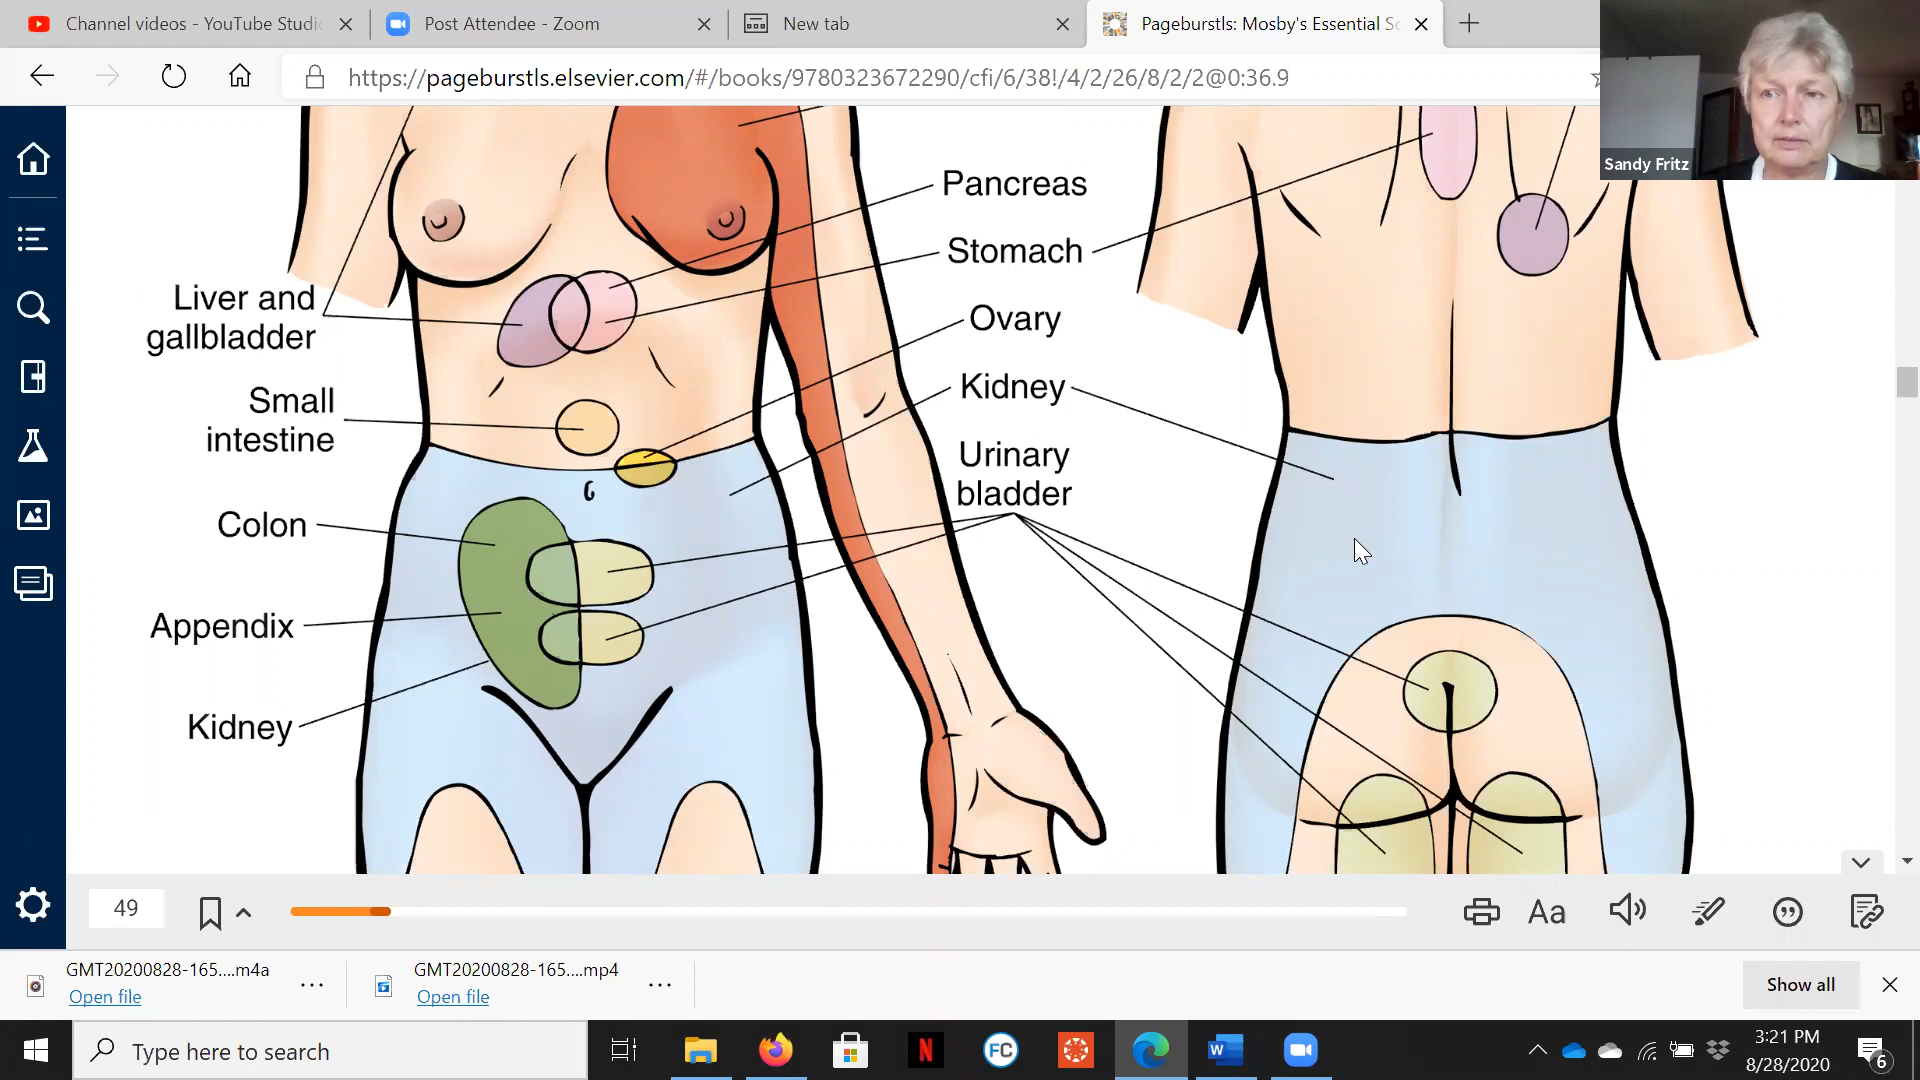 Channel videos - YouTube Studi
Post Attendee - Zoom
New tab
Pageburstls: Mosby's Essential Sc
https://pageburstls.elsevier.com/#/books/9780323672290/cfi/6/38!/4/2/26/8/2/2@0:36.9
Sandy Fritz
Pancreas
Stomach
Liver and
gallbladder
Ovary
Kidney
Small
intestine
Urinary
bladder
Colon
Appendix
Kidney
49
Aa
GMT20200828-165....m4a
Open file
GMT20200828-165....mp4
Open file
Show all
Type here to search
N
FC
W
3:21 PM
8/28/2020
6